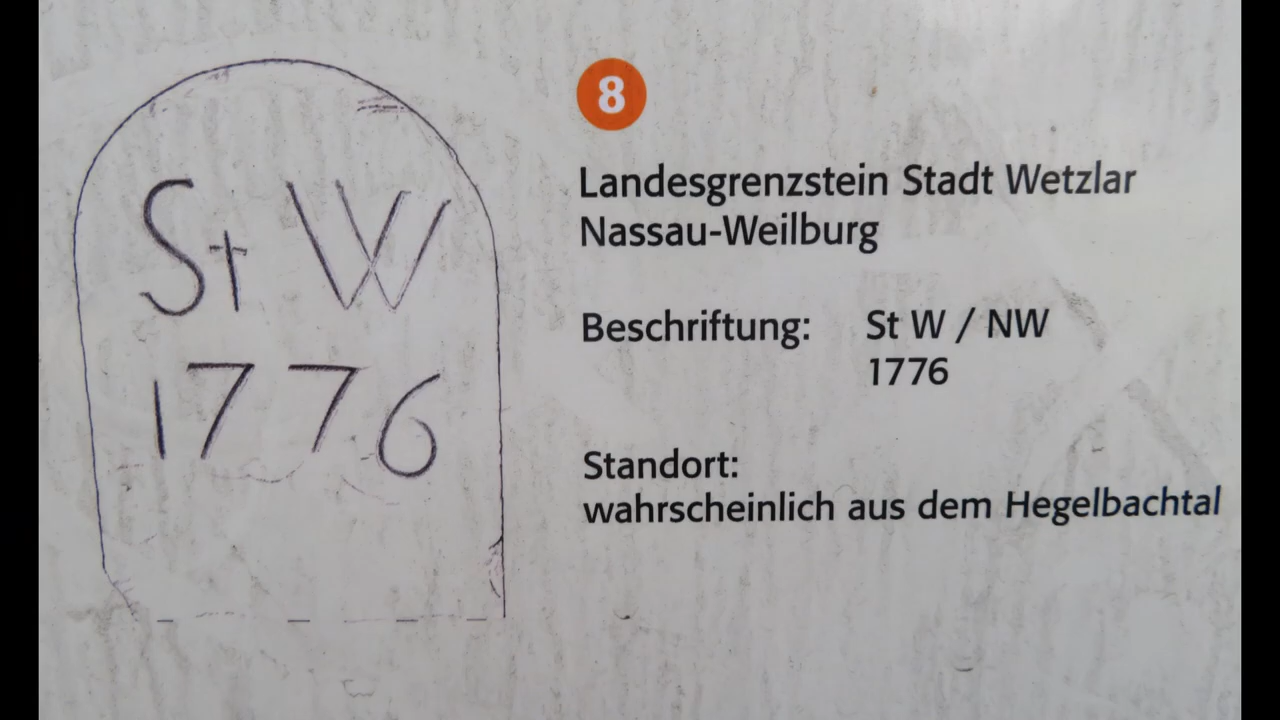 St W
1776
8
Landesgrenzstein Stadt Wetzlar
Nassau-Weilburg
Beschriftung: St W / NW
1776
Standort:
wahrscheinlich aus dem Hegelbachtal